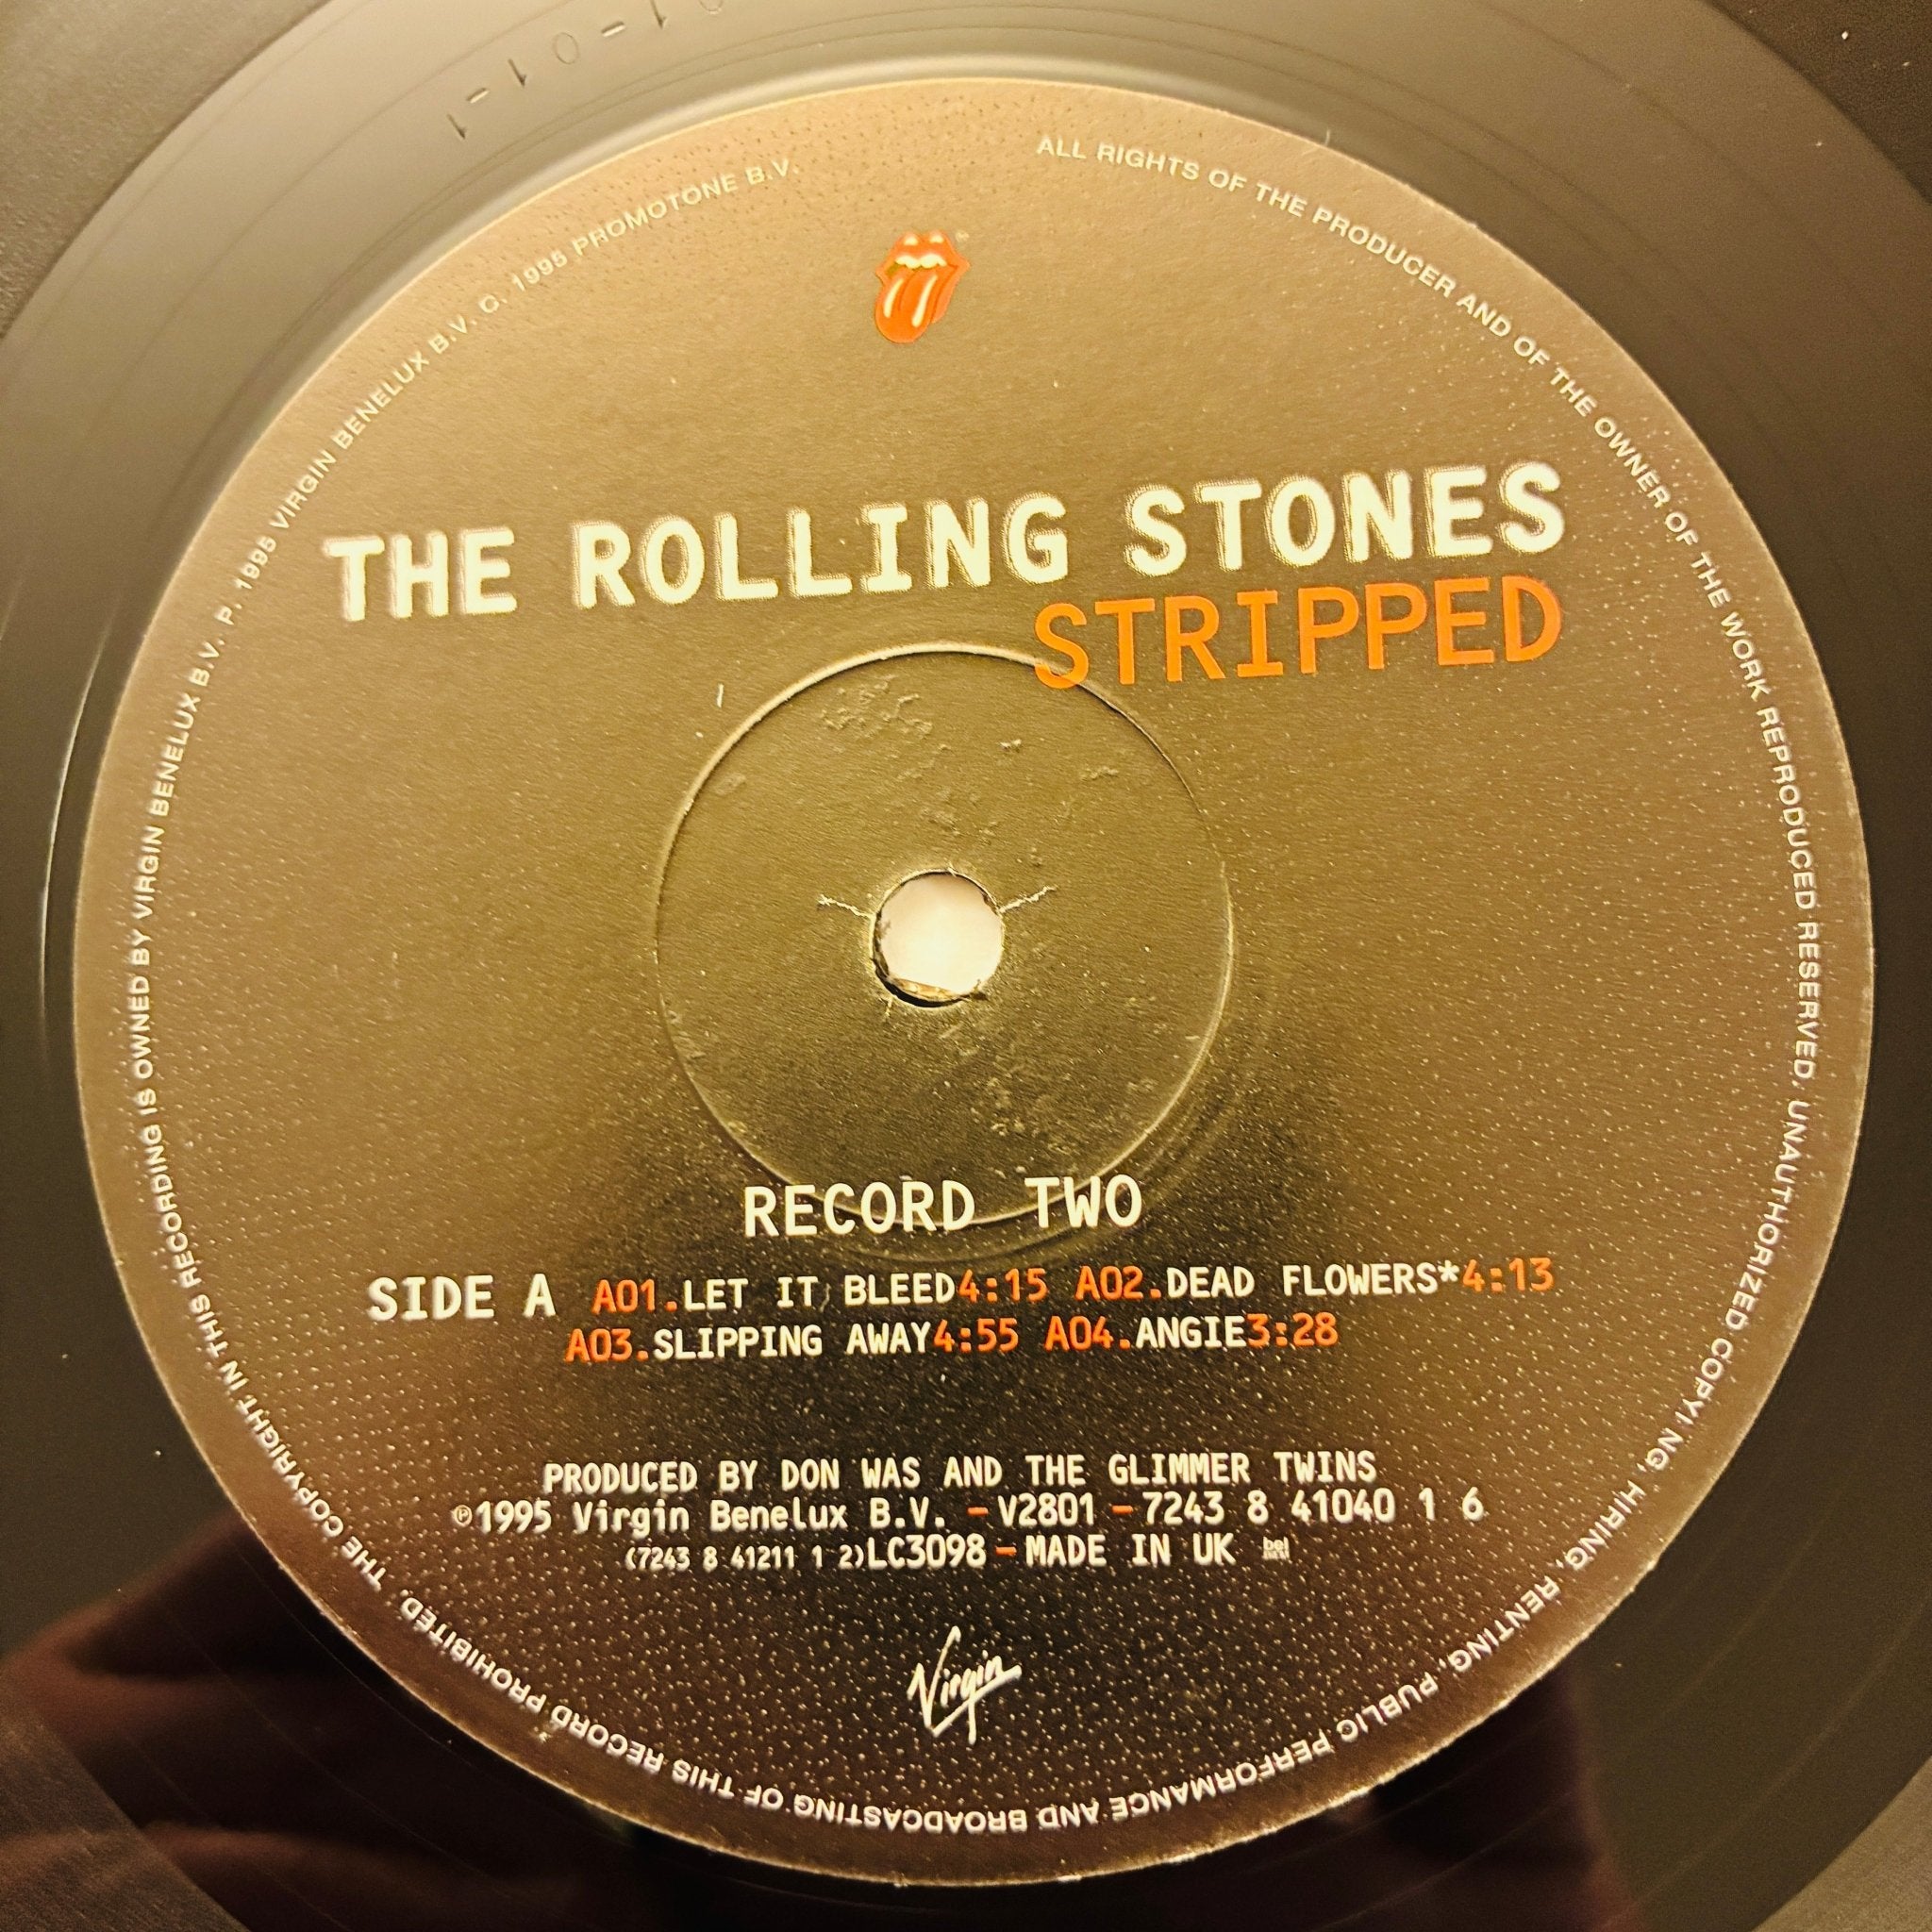 1-01-1
ALL RIGHTS OF THE PRODUCER AND OF THE OWNER OF THE WORK REPRODUCED RESERVED. UNAUTHORIZED COPYING, HIRING, RENTING, PUBLIC PERFORMANCE AND BROADCASTING OF THIS RECORD PROHIBITED. THE COPYRIGHT IN THIS RECORDING IS OWNED BY VIRGIN BENELUX B.V. P. 1995 VIRGIN BENELUX B.V. C. 1995 PROMOTONE B.V.
THE ROLLING STONES
STRIPPED
RECORD TWO
SIDE A A01.LET IT BLEED4:15 A02.DEAD FLOWERS*4:13
A03.SLIPPING AWAY4:55 A04.ANGIE3:28
PRODUCED BY DON WAS AND THE GLIMMER TWINS
℗1995 Virgin Benelux B.V. - V2801 - 7243 8 41040 1 6
(7243 8 41211 1 2)LC3098 - MADE IN UK
Virgin